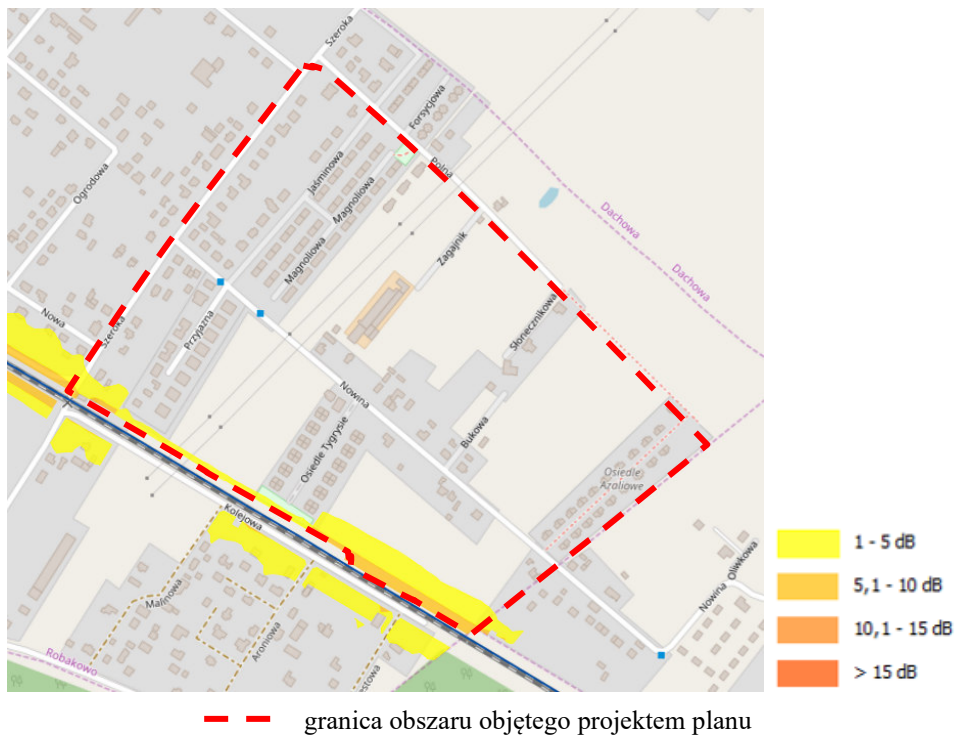 Szeroka
Forsycjowa
Polna
Jaśminowa
Ogrodowa
Magnoliowa
Dachowa
Magnoliowa
Zagajnik
Dachowa
Nowa
Szeroka
Przyjazna
Słonecznikowa
Nowina
Bukowa
Osiedle Tygrysie
Osiedle
Azaliowe
Kolejowa
Oliwkowa
Malinowa
Nowina
Aroniowa
Robakowo
1 - 5 dB
5,1 - 10 dB
10,1 - 15 dB
> 15 dB
granica obszaru objętego projektem planu